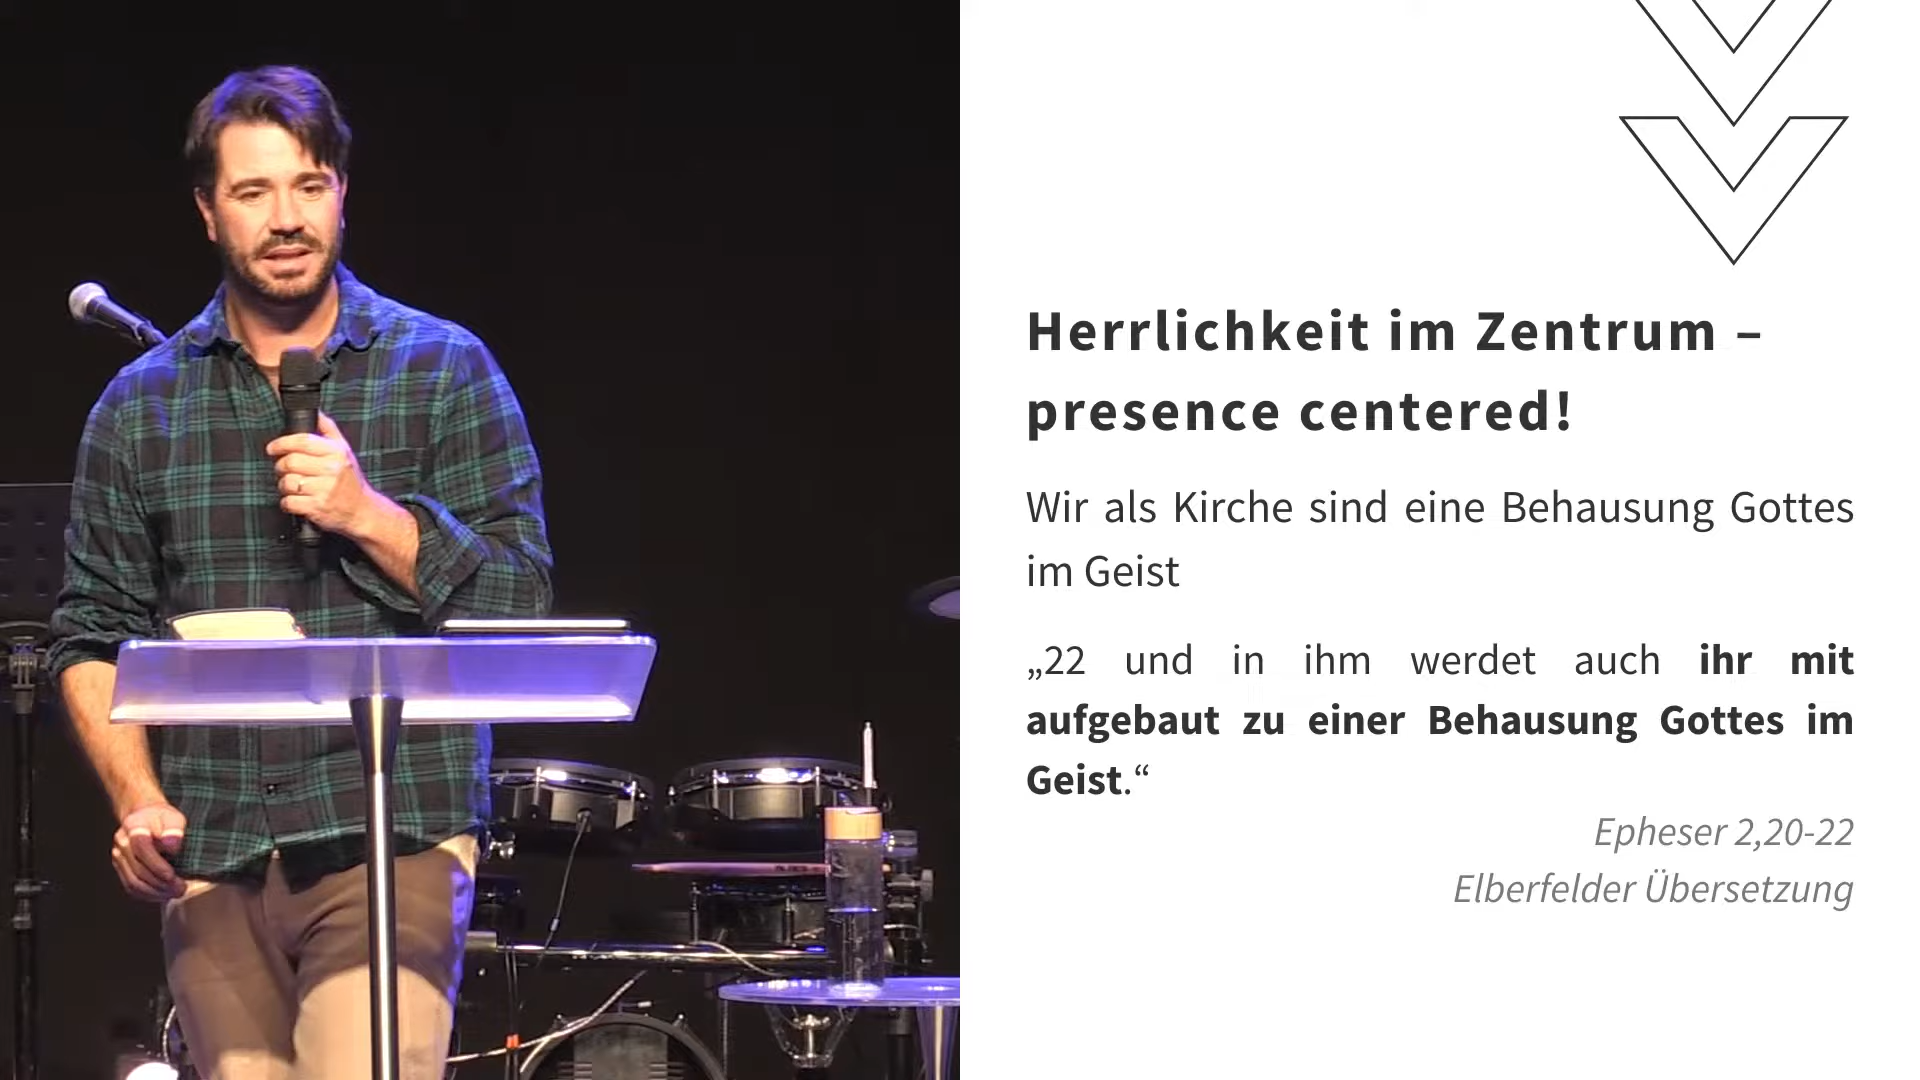 Herrlichkeit im Zentrum –
presence centered!
Wir als Kirche sind eine Behausung Gottes
im Geist
„22 und in ihm werdet auch ihr mit
aufgebaut zu einer Behausung Gottes im
Geist.“
Epheser 2,20-22
Elberfelder Übersetzung